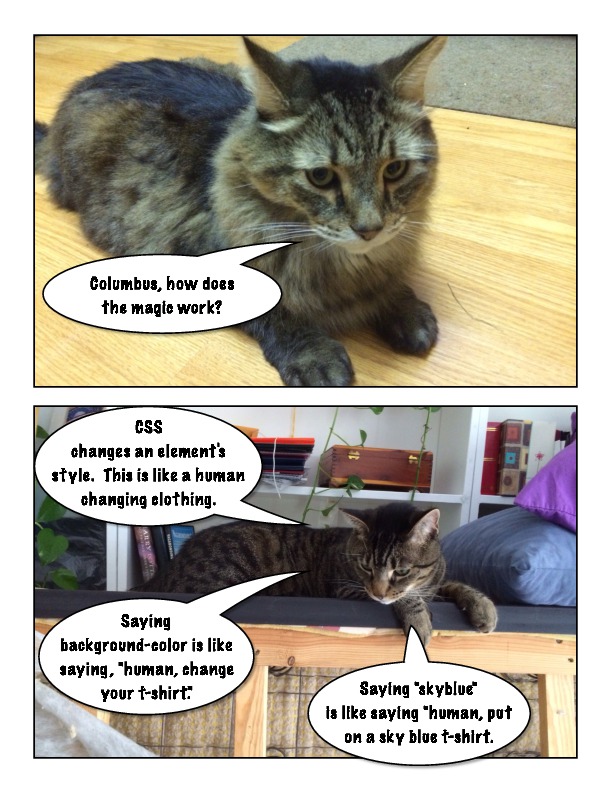 Columbus, how does
the magic work?
CSS
changes an element's
style. This is like a human
changing clothing.
Saying
background-color is like
saying, "human, change
your t-shirt."
Saying "skyblue"
is like saying "human, put
on a sky blue t-shirt.